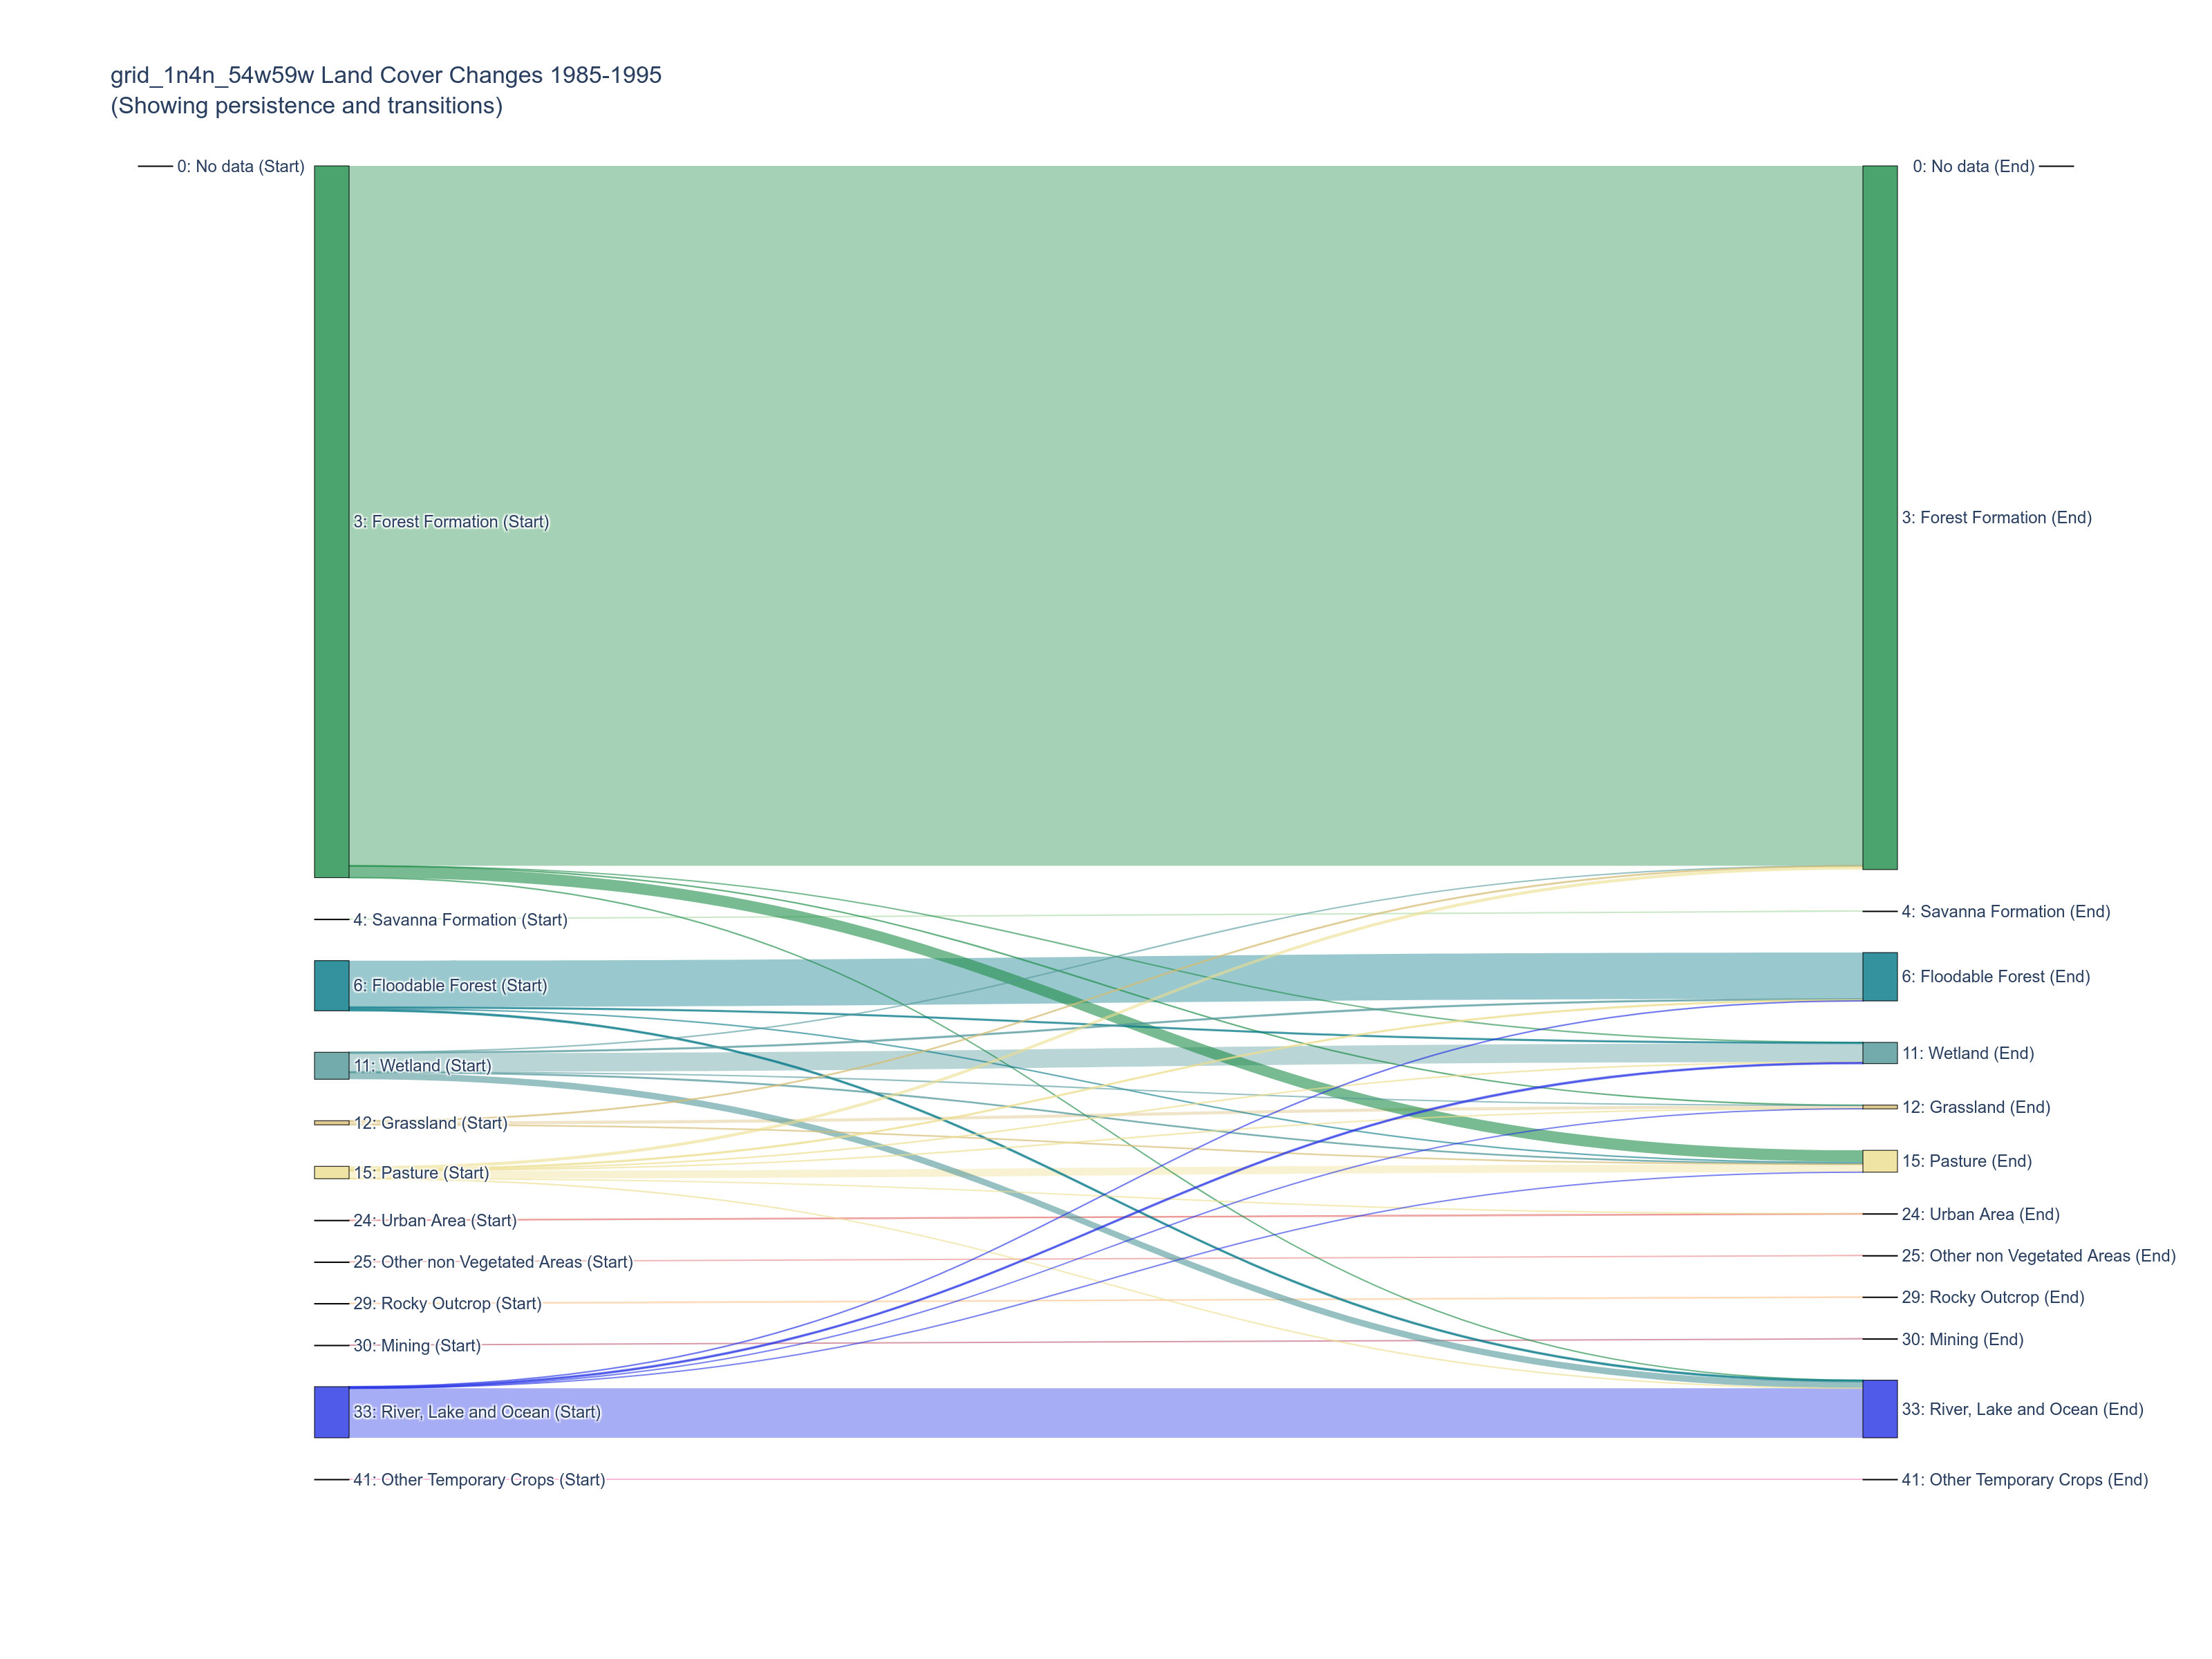 grid_1n4n_54w59w Land Cover Changes 1985-1995
(Showing persistence and transitions)
0: No data (Start)
0: No data (End)
3: Forest Formation (Start)
3: Forest Formation (End)
4: Savanna Formation (Start)
4: Savanna Formation (End)
6: Floodable Forest (Start)
6: Floodable Forest (End)
11: Wetland (Start)
11: Wetland (End)
12: Grassland (Start)
12: Grassland (End)
15: Pasture (Start)
15: Pasture (End)
24: Urban Area (Start)
24: Urban Area (End)
25: Other non Vegetated Areas (Start)
25: Other non Vegetated Areas (End)
29: Rocky Outcrop (Start)
29: Rocky Outcrop (End)
30: Mining (Start)
30: Mining (End)
33: River, Lake and Ocean (Start)
33: River, Lake and Ocean (End)
41: Other Temporary Crops (Start)
41: Other Temporary Crops (End)